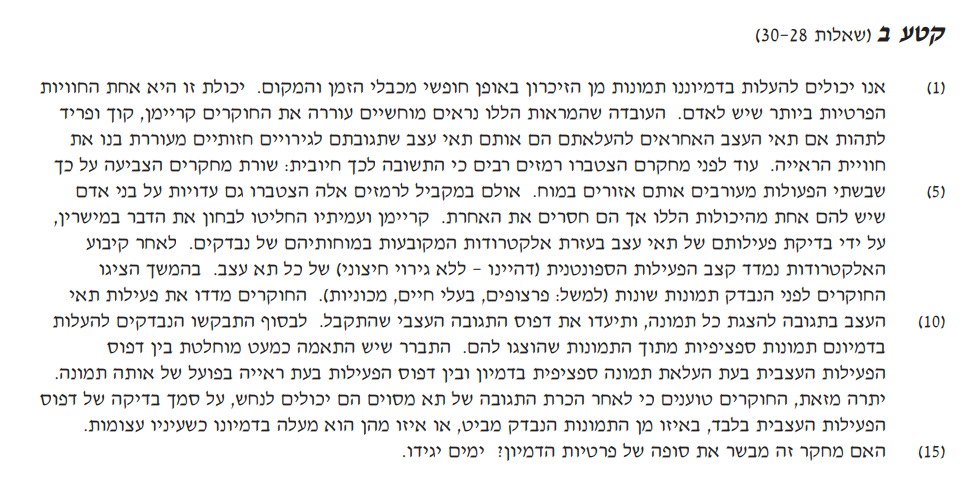 קטע ב (שאלות 28-30)
(1) אנו יכולים להעלות בדמיוננו תמונות מן הזיכרון באופן חופשי מכבלי הזמן והמקום. יכולת זו היא אחת החוויות
הפרטיות ביותר שיש לאדם. העובדה שהמראות הללו נראים מוחשיים עוררה את החוקרים קריימן, קוך ופריד
לתהות אם תאי העצב האחראים להעלאתם הם אותם תאי עצב שתגובתם לגירויים חזותיים מעוררת בנו את
חוויית הראייה. עוד לפני מחקרם הצטברו רמזים רבים כי התשובה לכך חיובית: שורת מחקרים הצביעה על כך
(5) שבשתי הפעולות מעורבים אותם אזורים במוח. אולם במקביל לרמזים אלה הצטברו גם עדויות על בני אדם
שיש להם אחת מהיכולות הללו אך הם חסרים את האחרת. קריימן ועמיתיו החליטו לבחון את הדבר במישרין,
על ידי בדיקת פעילותם של תאי עצב בעזרת אלקטרודות המקובעות במוחותיהם של נבדקים. לאחר קיבוע
האלקטרודות נמדד קצב הפעילות הספונטנית (דהיינו - ללא גירוי חיצוני) של כל תא עצב. בהמשך הציגו
החוקרים לפני הנבדק תמונות שונות (למשל: פרצופים, בעלי חיים, מכוניות). החוקרים מדדו את פעילות תאי
(10) העצב בתגובה להצגת כל תמונה, ותיעדו את דפוס התגובה העצבי שהתקבל. לבסוף התבקשו הנבדקים להעלות
בדמיונם תמונות ספציפיות מתוך התמונות שהוצגו להם. התברר שיש התאמה כמעט מוחלטת בין דפוס
הפעילות העצבית בעת העלאת תמונה ספציפית בדמיון ובין דפוס הפעילות בעת ראייה בפועל של אותה תמונה.
יתרה מזאת, החוקרים טוענים כי לאחר הכרת התגובה של תא מסוים הם יכולים לנחש, על סמך בדיקה של דפוס
הפעילות העצבית בלבד, באיזו מן התמונות הנבדק מביט, או איזו מהן הוא מעלה בדמיונו כשעיניו עצומות.
(15) האם מחקר זה מבשר את סופה של פרטיות הדמיון? ימים יגידו.